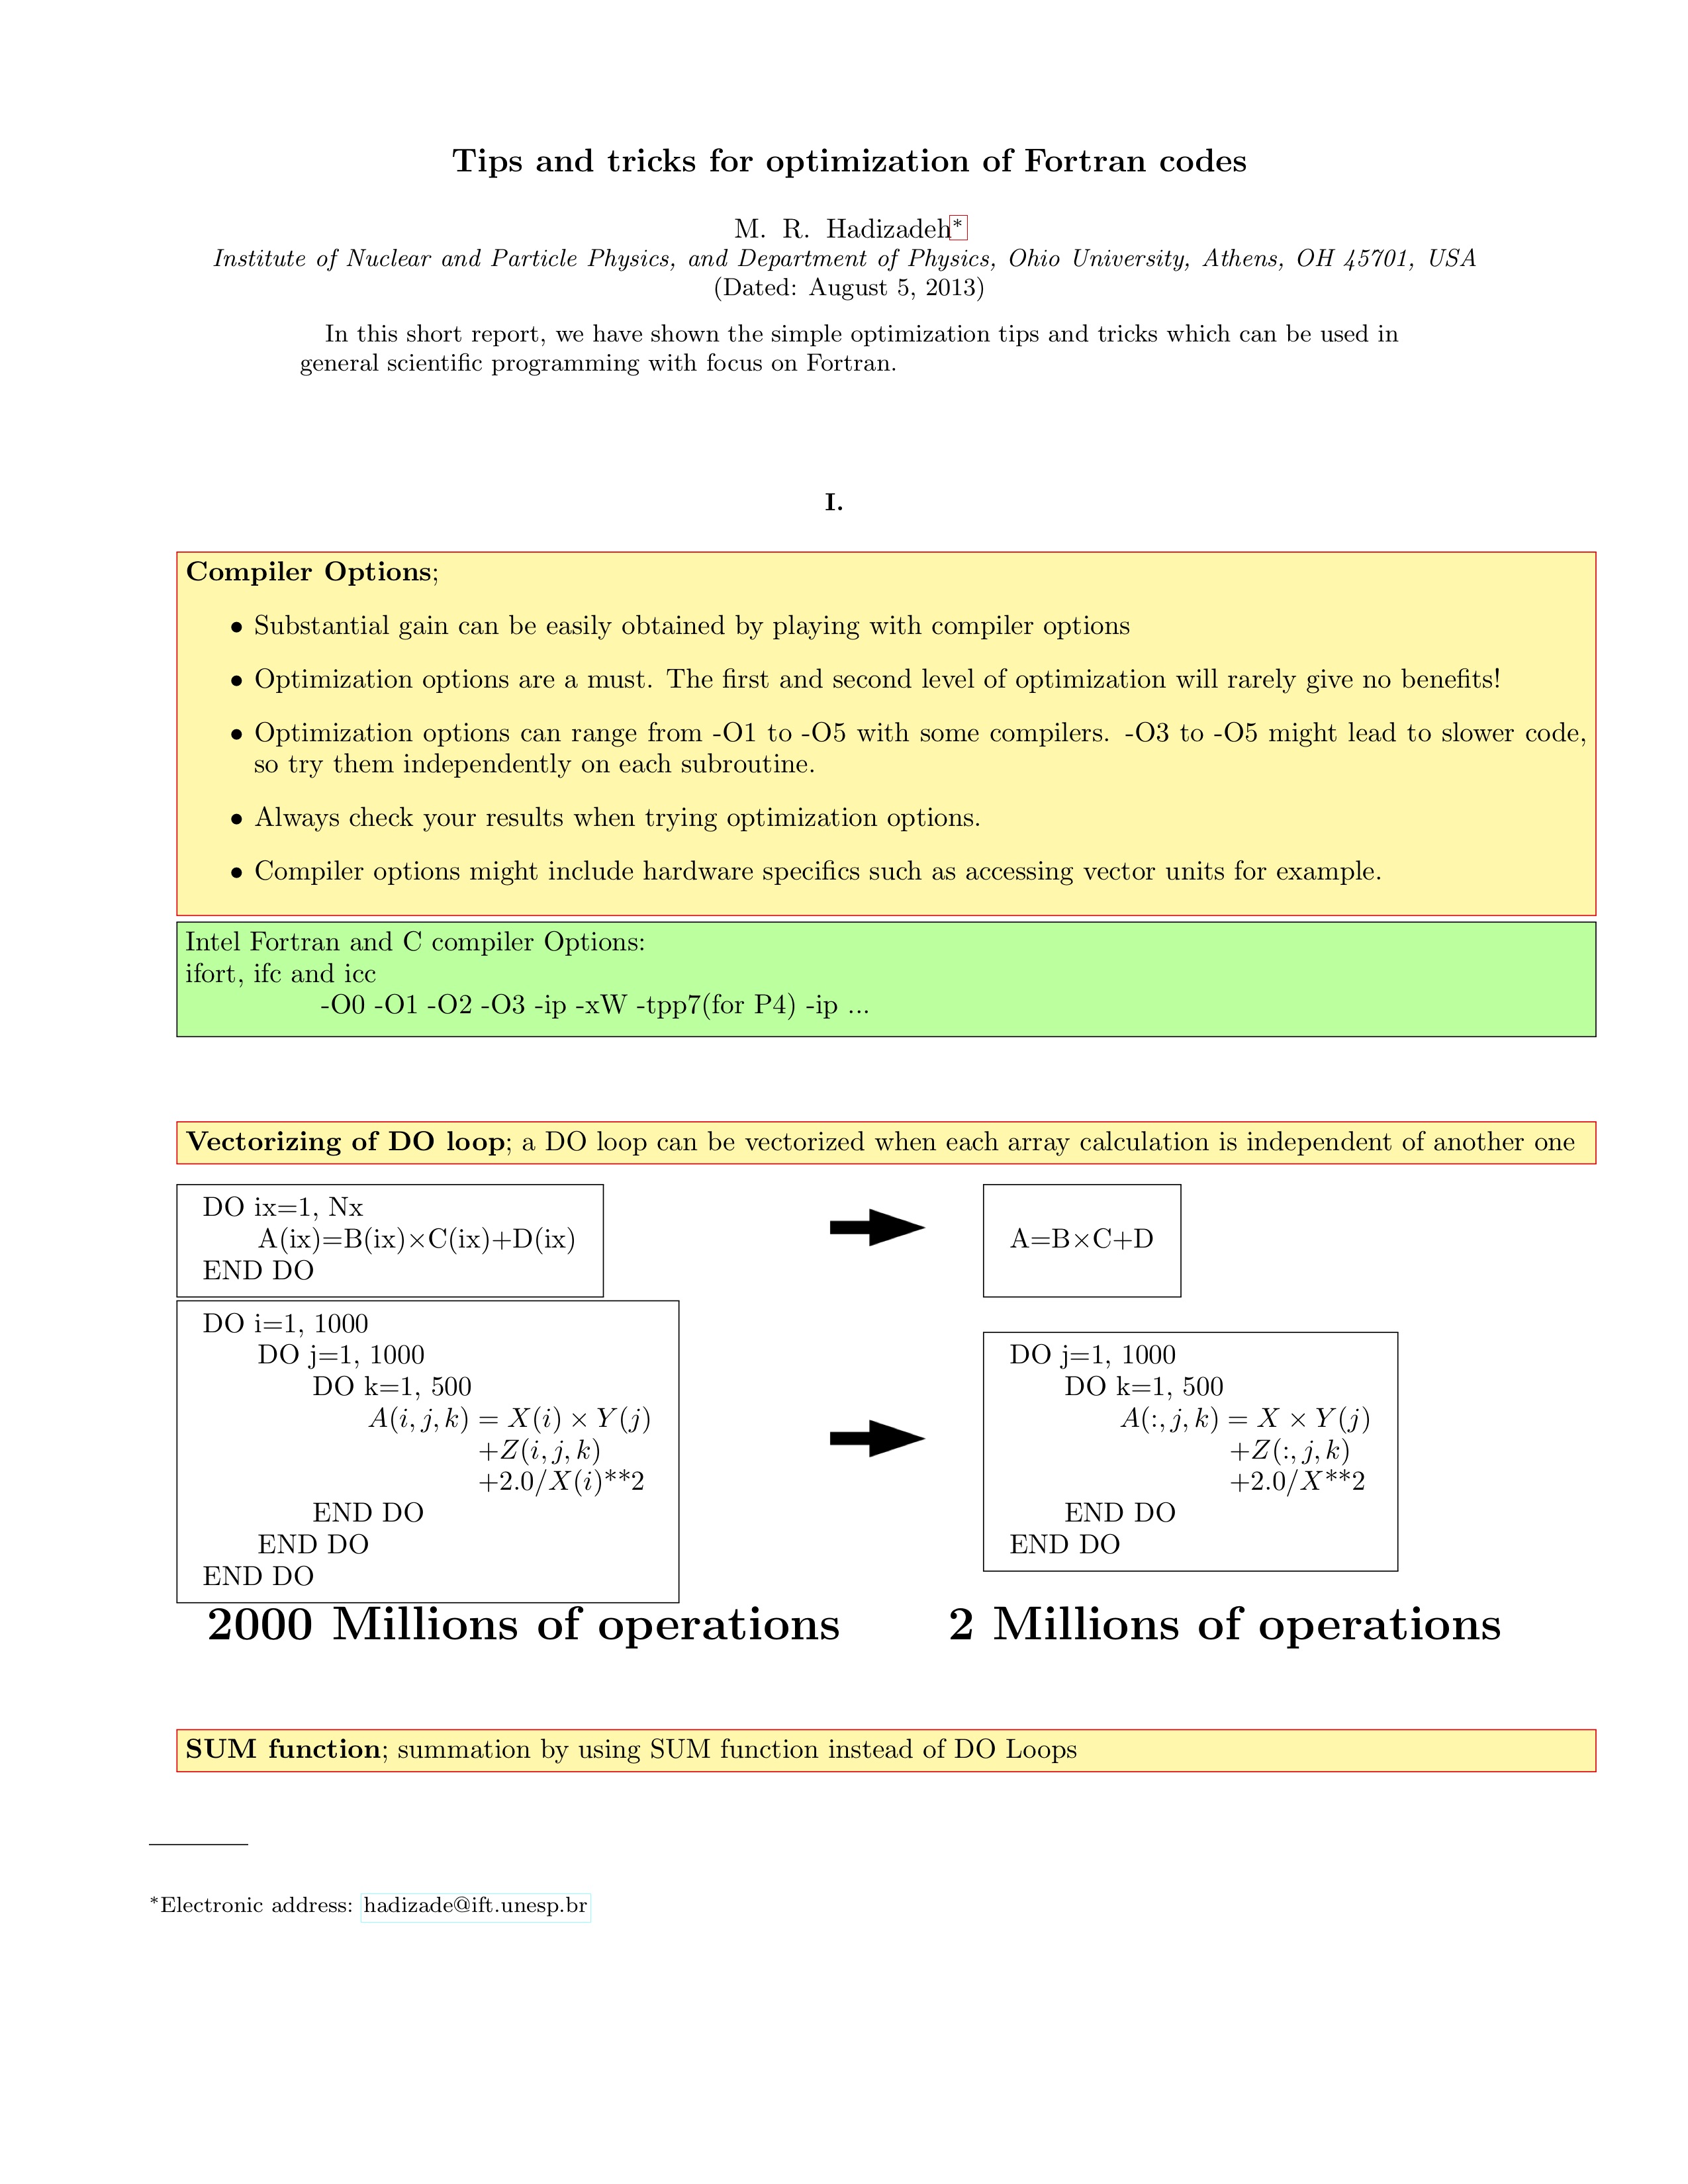 Tips and tricks for optimization of Fortran codes
M. R. Hadizadeh*
Institute of Nuclear and Particle Physics, and Department of Physics, Ohio University, Athens, OH 45701, USA
(Dated: August 5, 2013)
In this short report, we have shown the simple optimization tips and tricks which can be used in
general scientific programming with focus on Fortran.
I.
Compiler Options;
• Substantial gain can be easily obtained by playing with compiler options
• Optimization options are a must. The first and second level of optimization will rarely give no benefits!
• Optimization options can range from -O1 to -O5 with some compilers. -O3 to -O5 might lead to slower code,
so try them independently on each subroutine.
• Always check your results when trying optimization options.
• Compiler options might include hardware specifics such as accessing vector units for example.
Intel Fortran and C compiler Options:
ifort, ifc and icc
-O0 -O1 -O2 -O3 -ip -xW -tpp7(for P4) -ip ...
Vectorizing of DO loop; a DO loop can be vectorized when each array calculation is independent of another one
DO ix=1, Nx
A(ix)=B(ix)×C(ix)+D(ix)
END DO
A=B×C+D
DO i=1, 1000
DO j=1, 1000
DO k=1, 500
A(i, j, k) = X(i) × Y(j)
+Z(i, j, k)
+2.0/X(i)**2
END DO
END DO
END DO
DO j=1, 1000
DO k=1, 500
A(:, j, k) = X × Y(j)
+Z(:, j, k)
+2.0/X**2
END DO
END DO
2000 Millions of operations
2 Millions of operations
SUM function; summation by using SUM function instead of DO Loops
*Electronic address: hadizade@ift.unesp.br